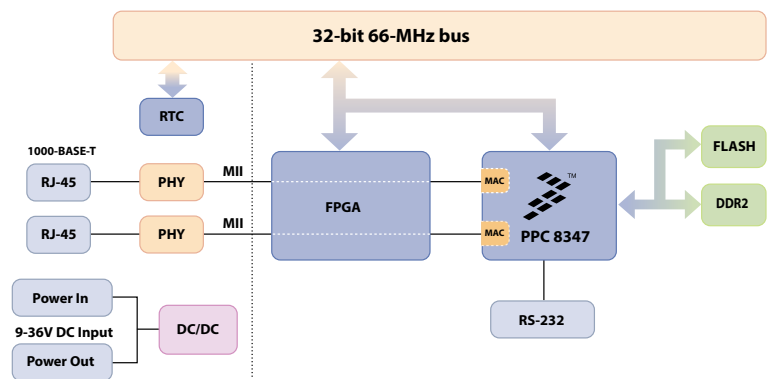 32-bit 66-MHz bus
RTC
1000-BASE-T
RJ-45
PHY
MII
FPGA
MAC
TM
PPC 8347
FLASH
DDR2
RJ-45
PHY
MII
MAC
RS-232
Power In
9-36V DC Input
Power Out
DC/DC